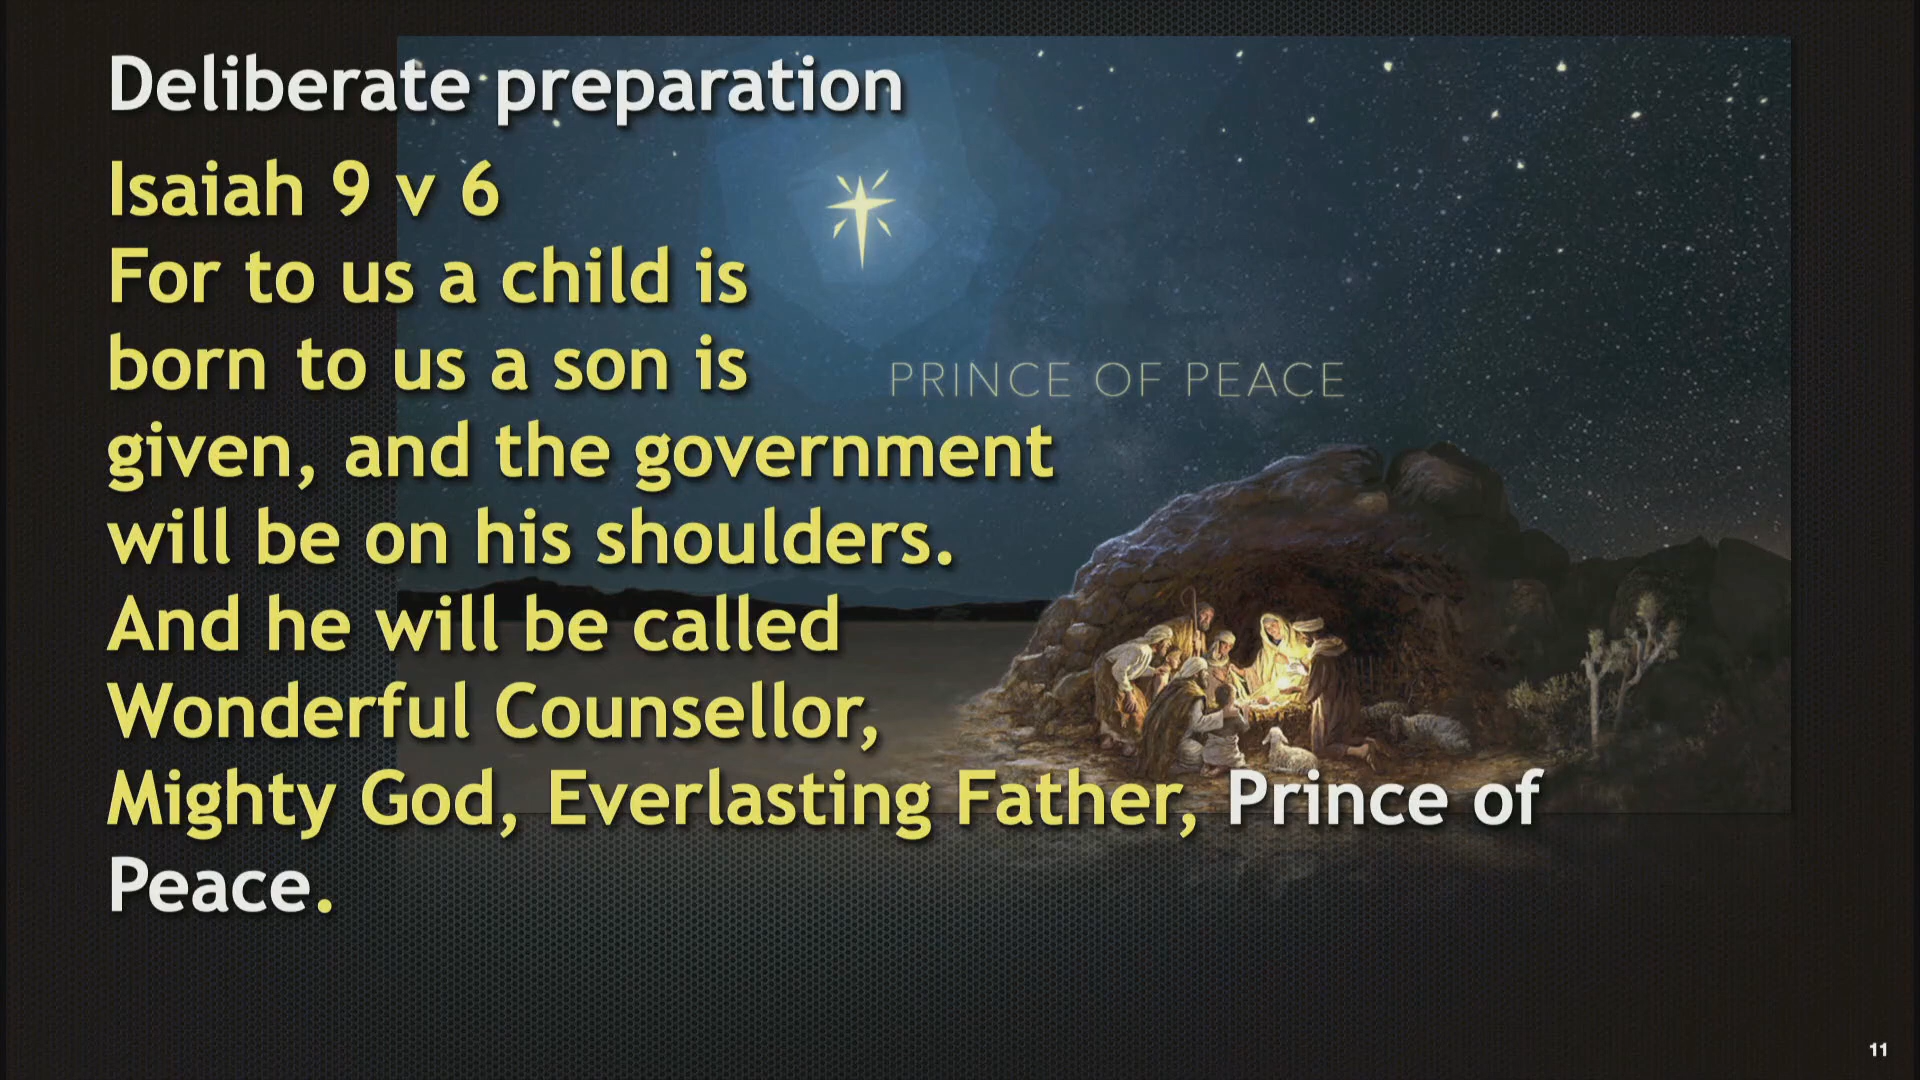 Deliberate preparation
Isaiah 9 v 6
For to us a child is
born to us a son is
given, and the government
will be on his shoulders.
And he will be called
Wonderful Counsellor,
Mighty God, Everlasting Father, Prince of
Peace.
PRINCE OF PEACE
11